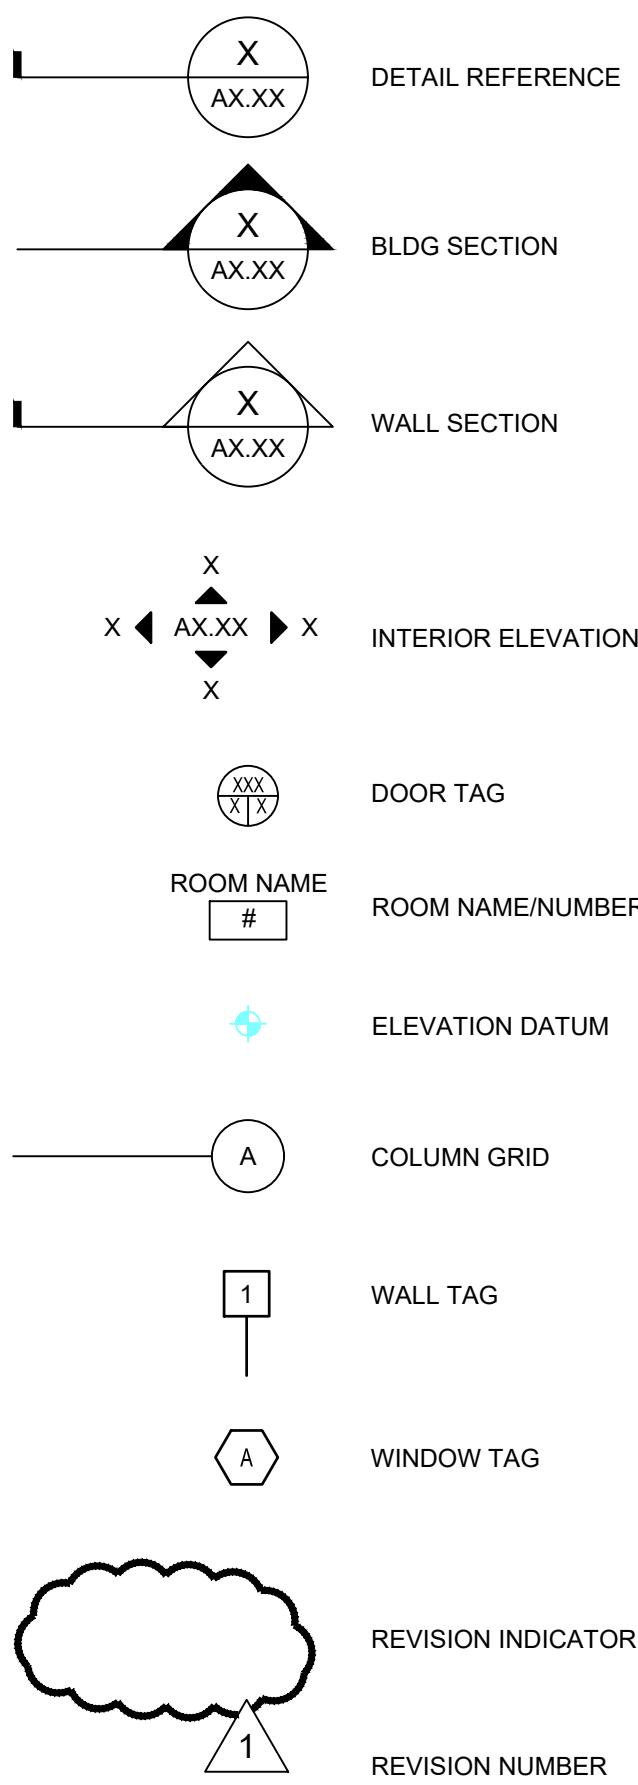 X
AX.XX
DETAIL REFERENCE
X
AX.XX
BLDG SECTION
X
AX.XX
WALL SECTION
X
X AX.XX X
X
INTERIOR ELEVATION
XXX
X X
DOOR TAG
ROOM NAME
#
ROOM NAME/NUMBER
ELEVATION DATUM
A
COLUMN GRID
1
WALL TAG
A
WINDOW TAG
REVISION INDICATOR
1
REVISION NUMBER